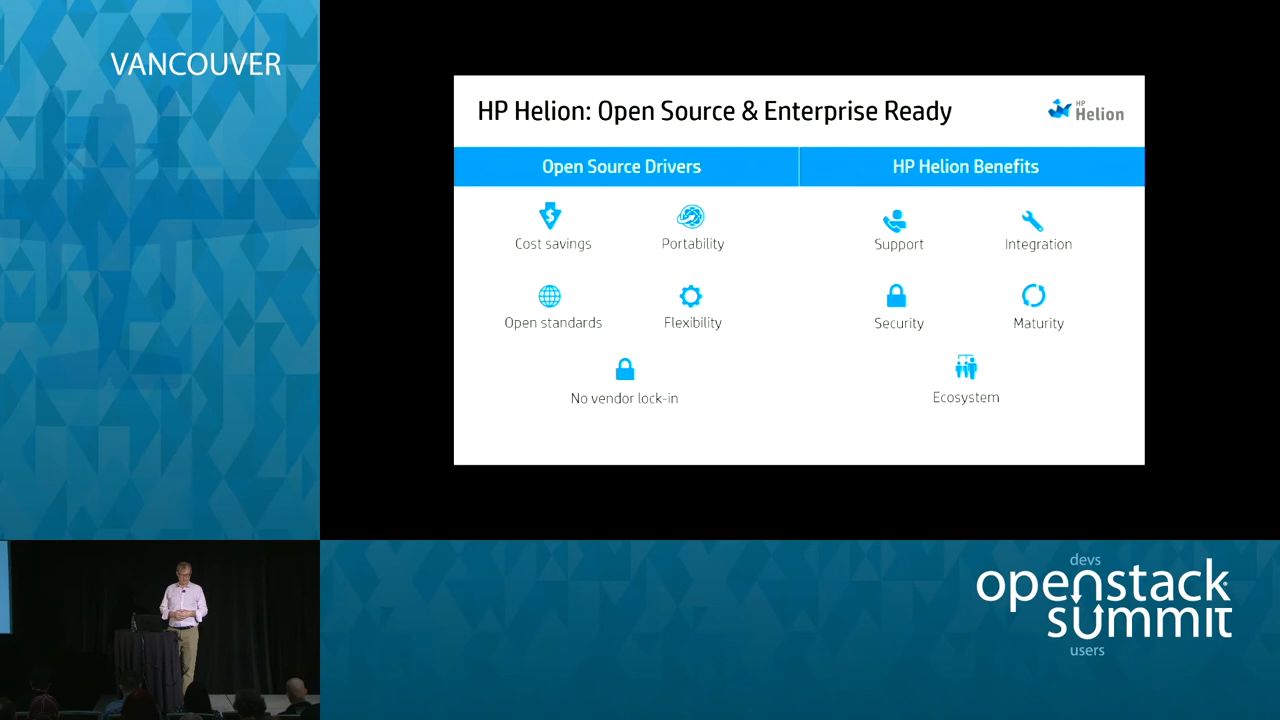 VANCOUVER
HP Helion: Open Source & Enterprise Ready
HP
Helion
Open Source Drivers
HP Helion Benefits
$
Cost savings
Portability
Support
Integration
Open standards
Flexibility
Security
Maturity
No vendor lock-in
Ecosystem
devs
openstack
summit
users